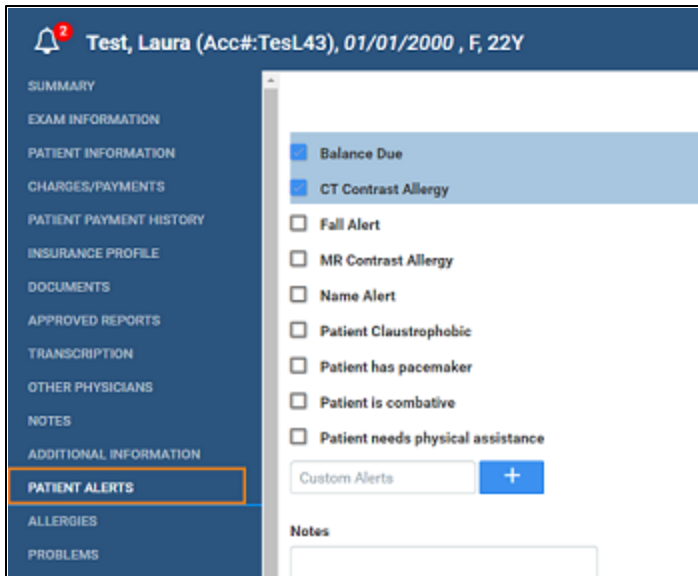 2
Test, Laura (Acc#:TesL43), 01/01/2000 , F, 22Y
SUMMARY
EXAM INFORMATION
PATIENT INFORMATION
CHARGES/PAYMENTS
PATIENT PAYMENT HISTORY
INSURANCE PROFILE
DOCUMENTS
APPROVED REPORTS
TRANSCRIPTION
OTHER PHYSICIANS
NOTES
ADDITIONAL INFORMATION
PATIENT ALERTS
ALLERGIES
PROBLEMS
Balance Due
CT Contrast Allergy
Fall Alert
MR Contrast Allergy
Name Alert
Patient Claustrophobic
Patient has pacemaker
Patient is combative
Patient needs physical assistance
Custom Alerts +
Notes